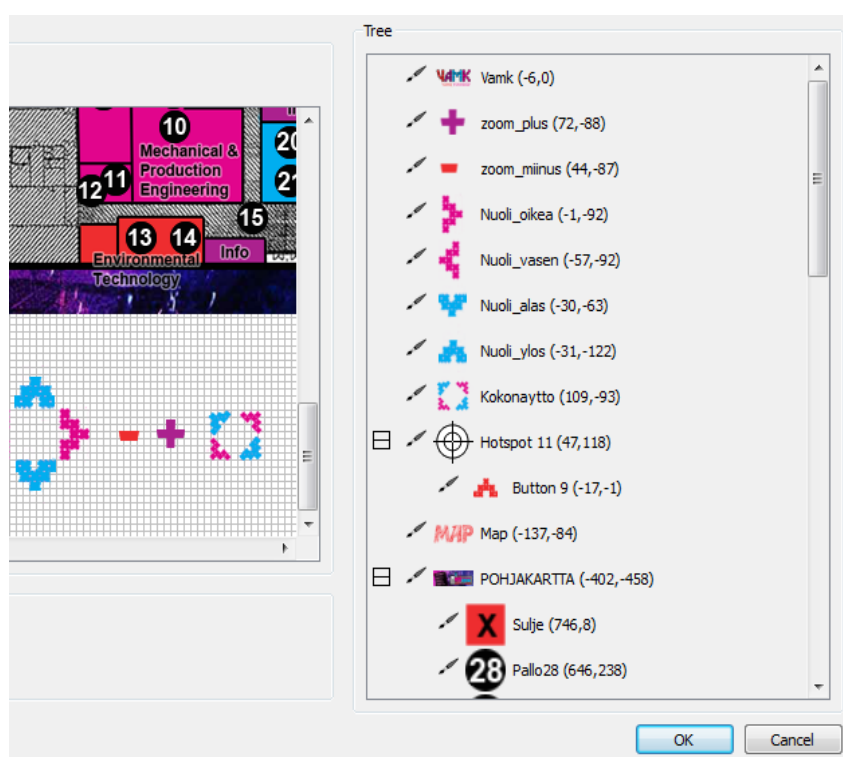 Tree
10
Mechanical &
Production
Engineering
20
12
11
21
15
13
14
Info
Environmental
Technology
VAMK
Vamk (-6,0)
zoom_plus (72,-88)
zoom_miinus (44,-87)
Nuoli_oikea (-1,-92)
Nuoli_vasen (-57,-92)
Nuoli_alas (-30,-63)
Nuoli_ylos (-31,-122)
Kokonaytto (109,-93)
Hotspot 11 (47,118)
Button 9 (-17,-1)
MAP
Map (-137,-84)
POHJAKARTTA (-402,-458)
X
Sulje (746,8)
28
Pallo28 (646,238)
OK
Cancel